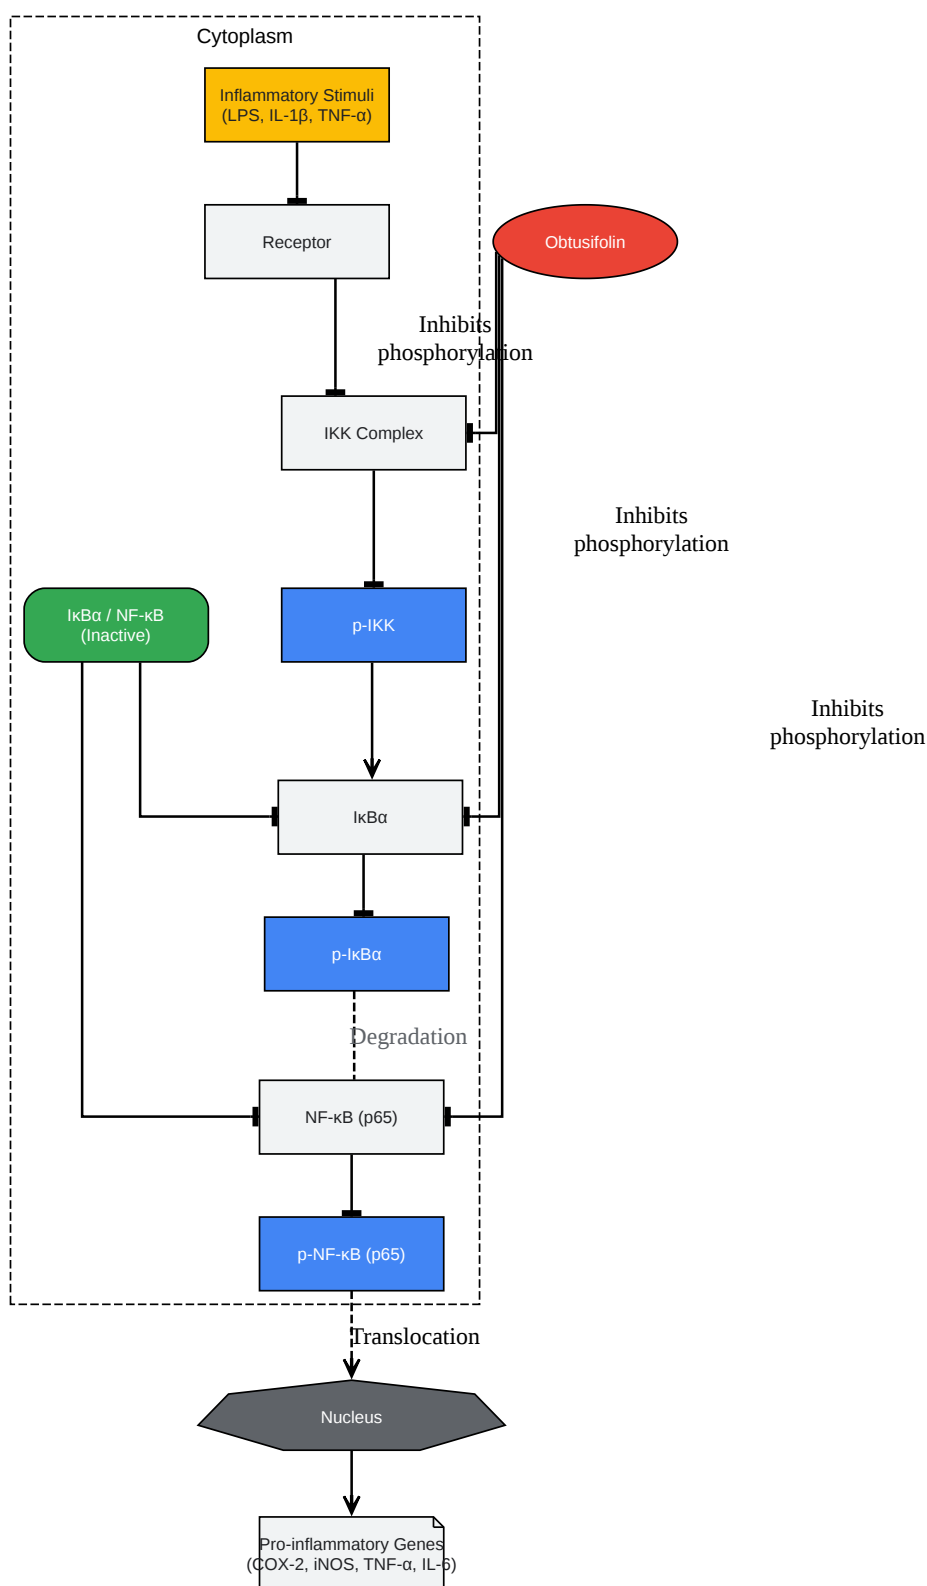 Cytoplasm
Inflammatory Stimuli
(LPS, IL-1β, TNF-α)
Receptor
Obtusifolin
Inhibits
phosphorylation
IKK Complex
Inhibits
phosphorylation
IκBα / NF-κB
(Inactive)
p-IKK
Inhibits
phosphorylation
IκBα
p-IκBα
Degradation
NF-κB (p65)
p-NF-κB (p65)
Translocation
Nucleus
Pro-inflammatory Genes
(COX-2, iNOS, TNF-α, IL-6)